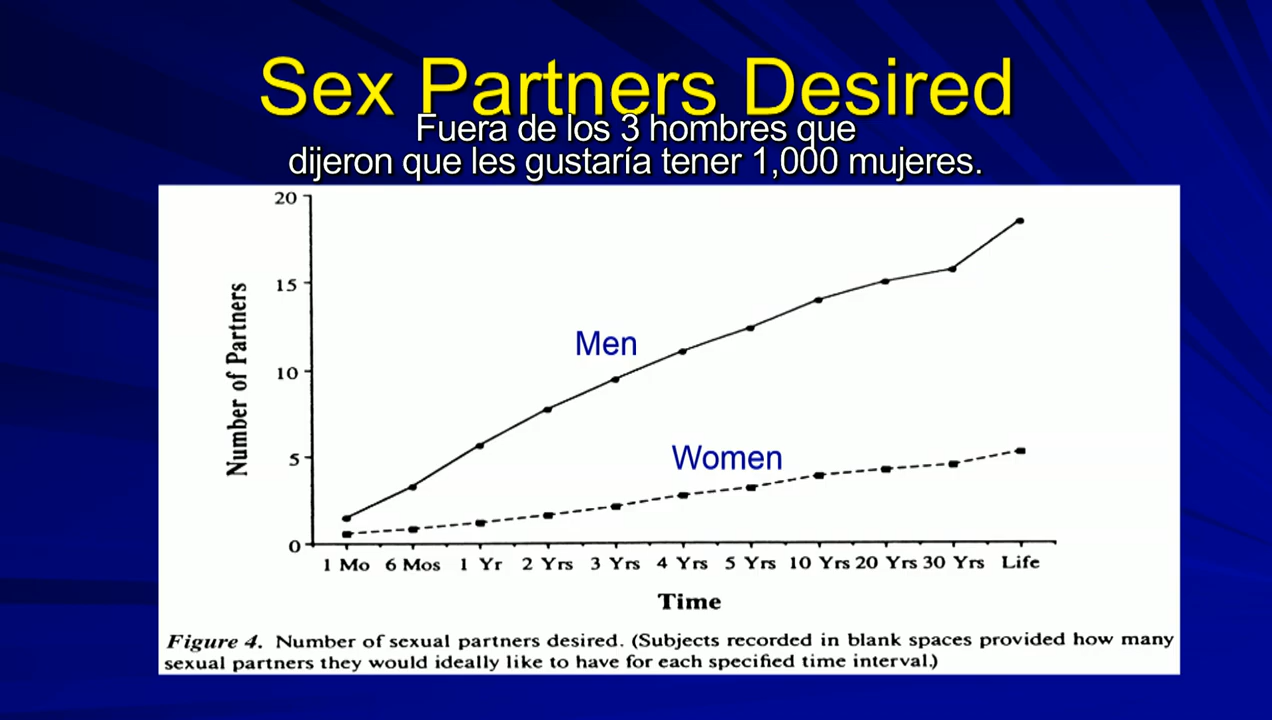 Sex Partners Desired
Fuera de los 3 hombres que
dijeron que les gustaría tener 1,000 mujeres.
20
15
10
5
0
Number of Partners
Men
Women
1 Mo 6 Mos 1 Yr 2 Yrs 3 Yrs 4 Yrs 5 Yrs 10 Yrs 20 Yrs 30 Yrs Life
Time
Figure 4. Number of sexual partners desired. (Subjects recorded in blank spaces provided how many
sexual partners they would ideally like to have for each specified time interval.)